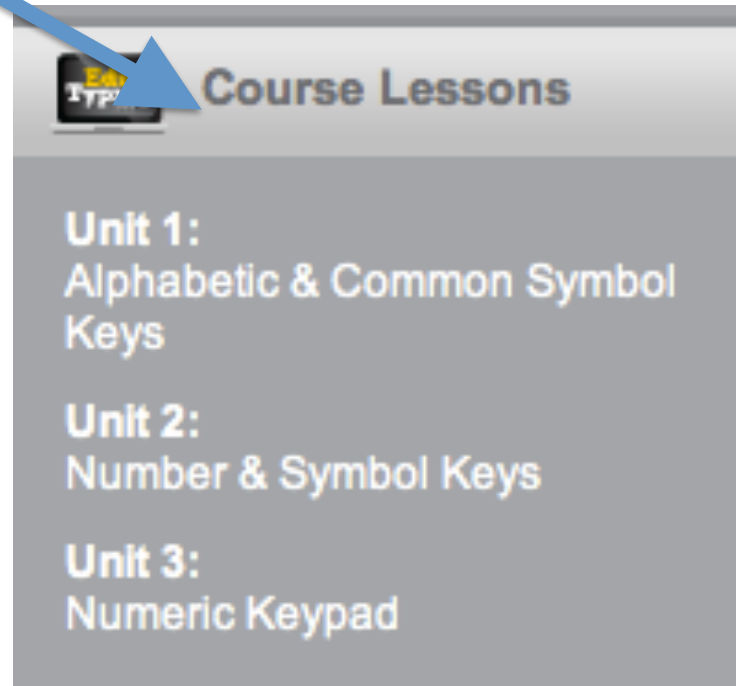 Course Lessons
Unit 1:
Alphabetic & Common Symbol
Keys
Unit 2:
Number & Symbol Keys
Unit 3:
Numeric Keypad